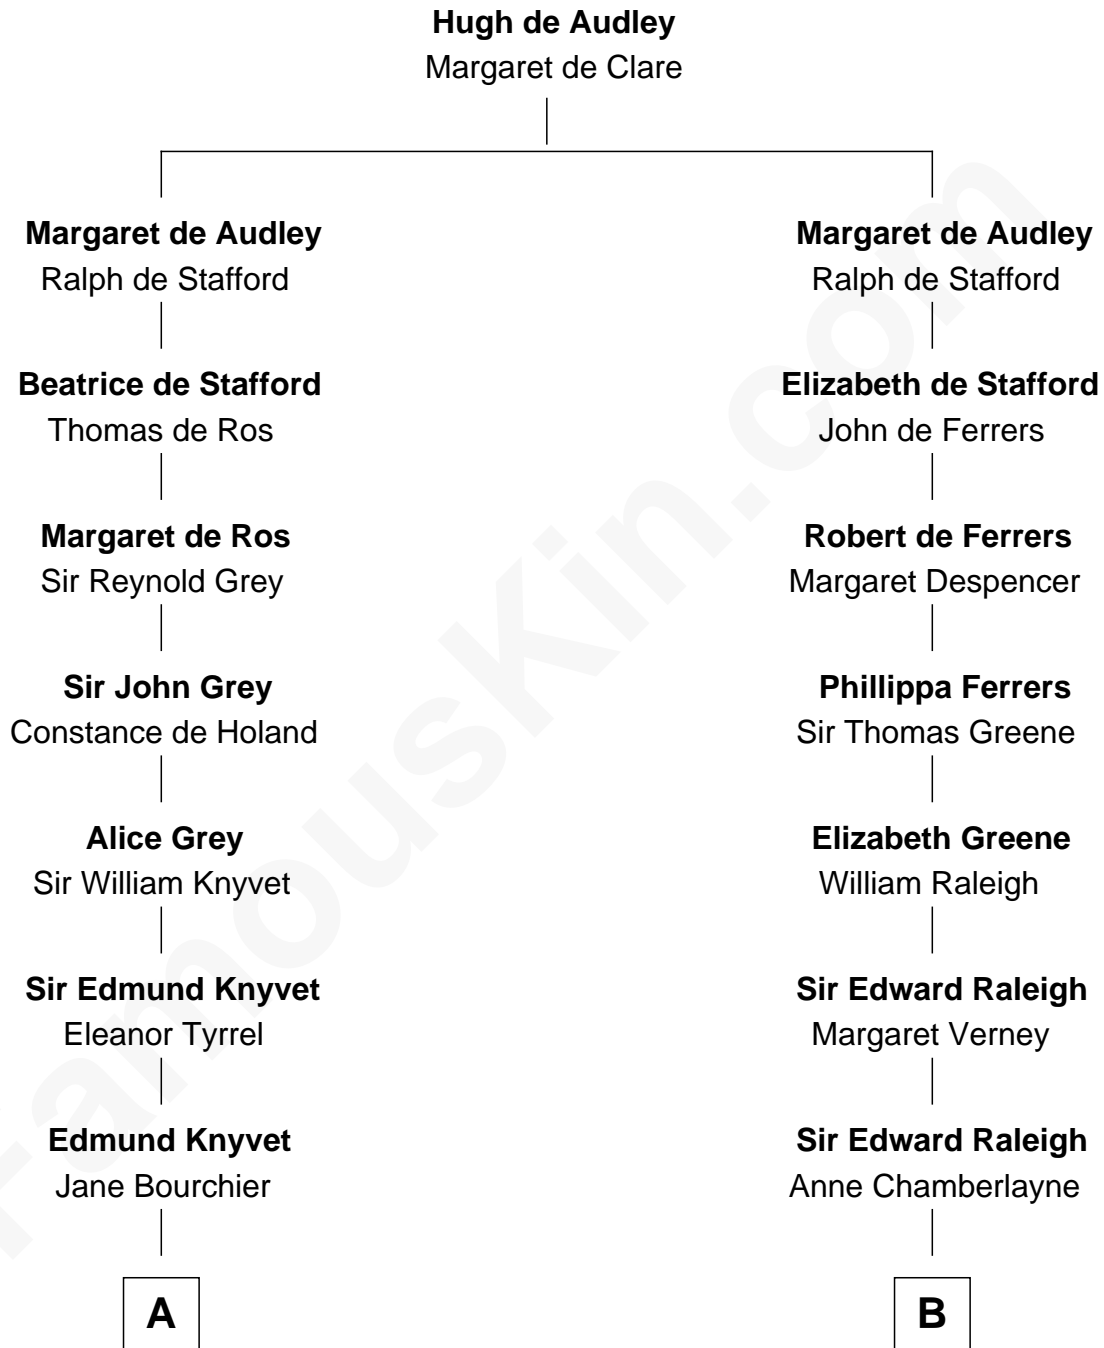 Hugh de Audley
Margaret de Clare
Margaret de Audley
Ralph de Stafford
Margaret de Audley
Ralph de Stafford
Beatrice de Stafford
Thomas de Ros
Elizabeth de Stafford
John de Ferrers
Margaret de Ros
Sir Reynold Grey
Robert de Ferrers
Margaret Despencer
Sir John Grey
Constance de Holand
Phillippa Ferrers
Sir Thomas Greene
Alice Grey
Sir William Knyvet
Elizabeth Greene
William Raleigh
Sir Edmund Knyvet
Eleanor Tyrrel
Sir Edward Raleigh
Margaret Verney
Edmund Knyvet
Jane Bourchier
Sir Edward Raleigh
Anne Chamberlayne
A
B
FamousKin.com